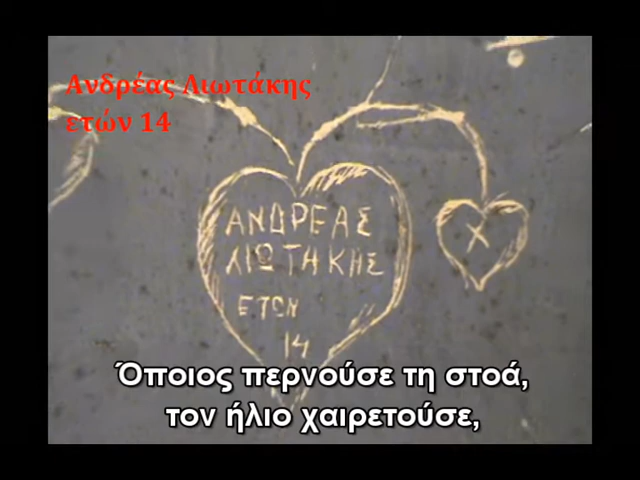 Ανδρέας Λιωτάκης
ετών 14
ΑΝΔΡΕΑΣ
ΛΙΩΤΑΚΗΣ
ΕΤΩΝ
14
Χ
Όποιος περνούσε τη στοά,
τον ήλιο χαιρετούσε,